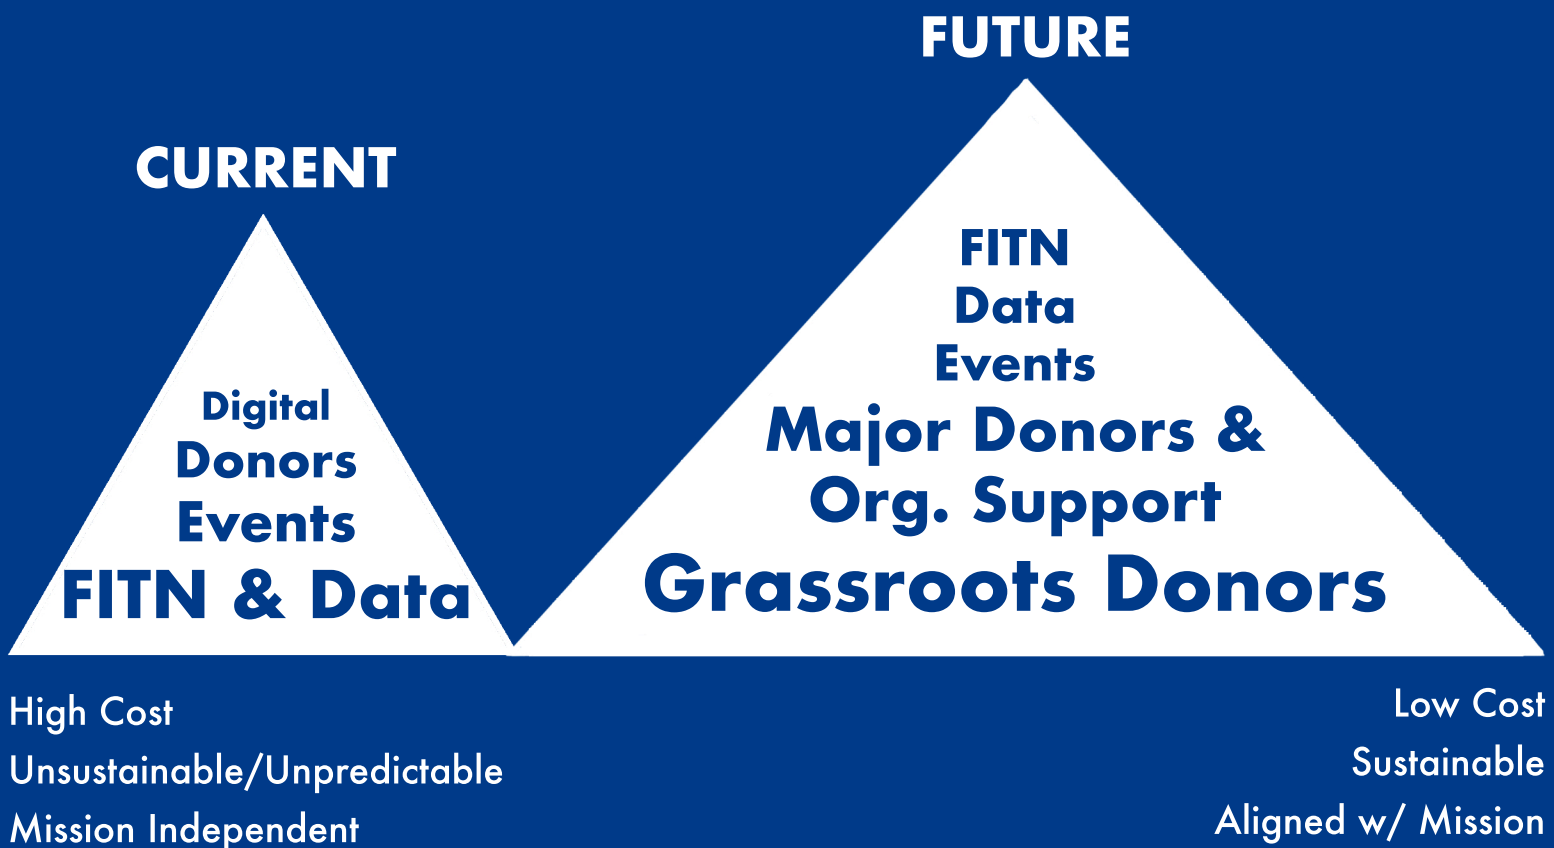 CURRENT
Digital
Donors
Events
FITN & Data
High Cost
Unsustainable/Unpredictable
Mission Independent
FUTURE
FITN
Data
Events
Major Donors &
Org. Support
Grassroots Donors
Low Cost
Sustainable
Aligned w/ Mission